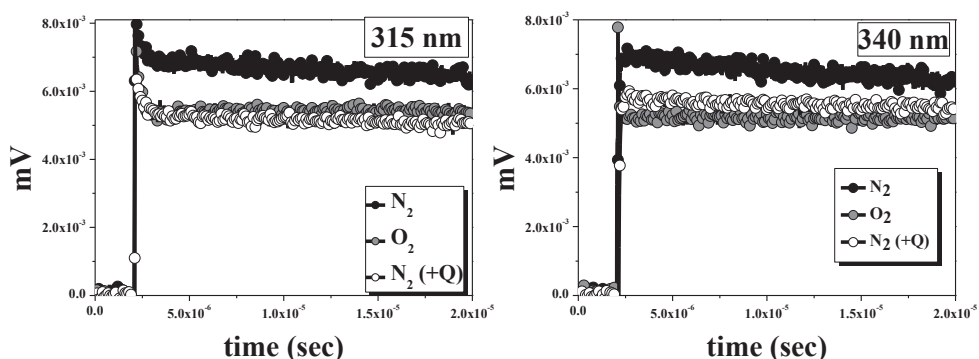 315 nm
8.0x10⁻³
6.0x10⁻³
4.0x10⁻³
2.0x10⁻³
0.0
mV
N₂
O₂
N₂ (+Q)
0.0 5.0x10⁻⁶ 1.0x10⁻⁵ 1.5x10⁻⁵ 2.0x10⁻⁵
time (sec)
340 nm
8.0x10⁻³
6.0x10⁻³
4.0x10⁻³
2.0x10⁻³
0.0
mV
N₂
O₂
N₂ (+Q)
0.0 5.0x10⁻⁶ 1.0x10⁻⁵ 1.5x10⁻⁵ 2.0x10⁻⁵
time (sec)